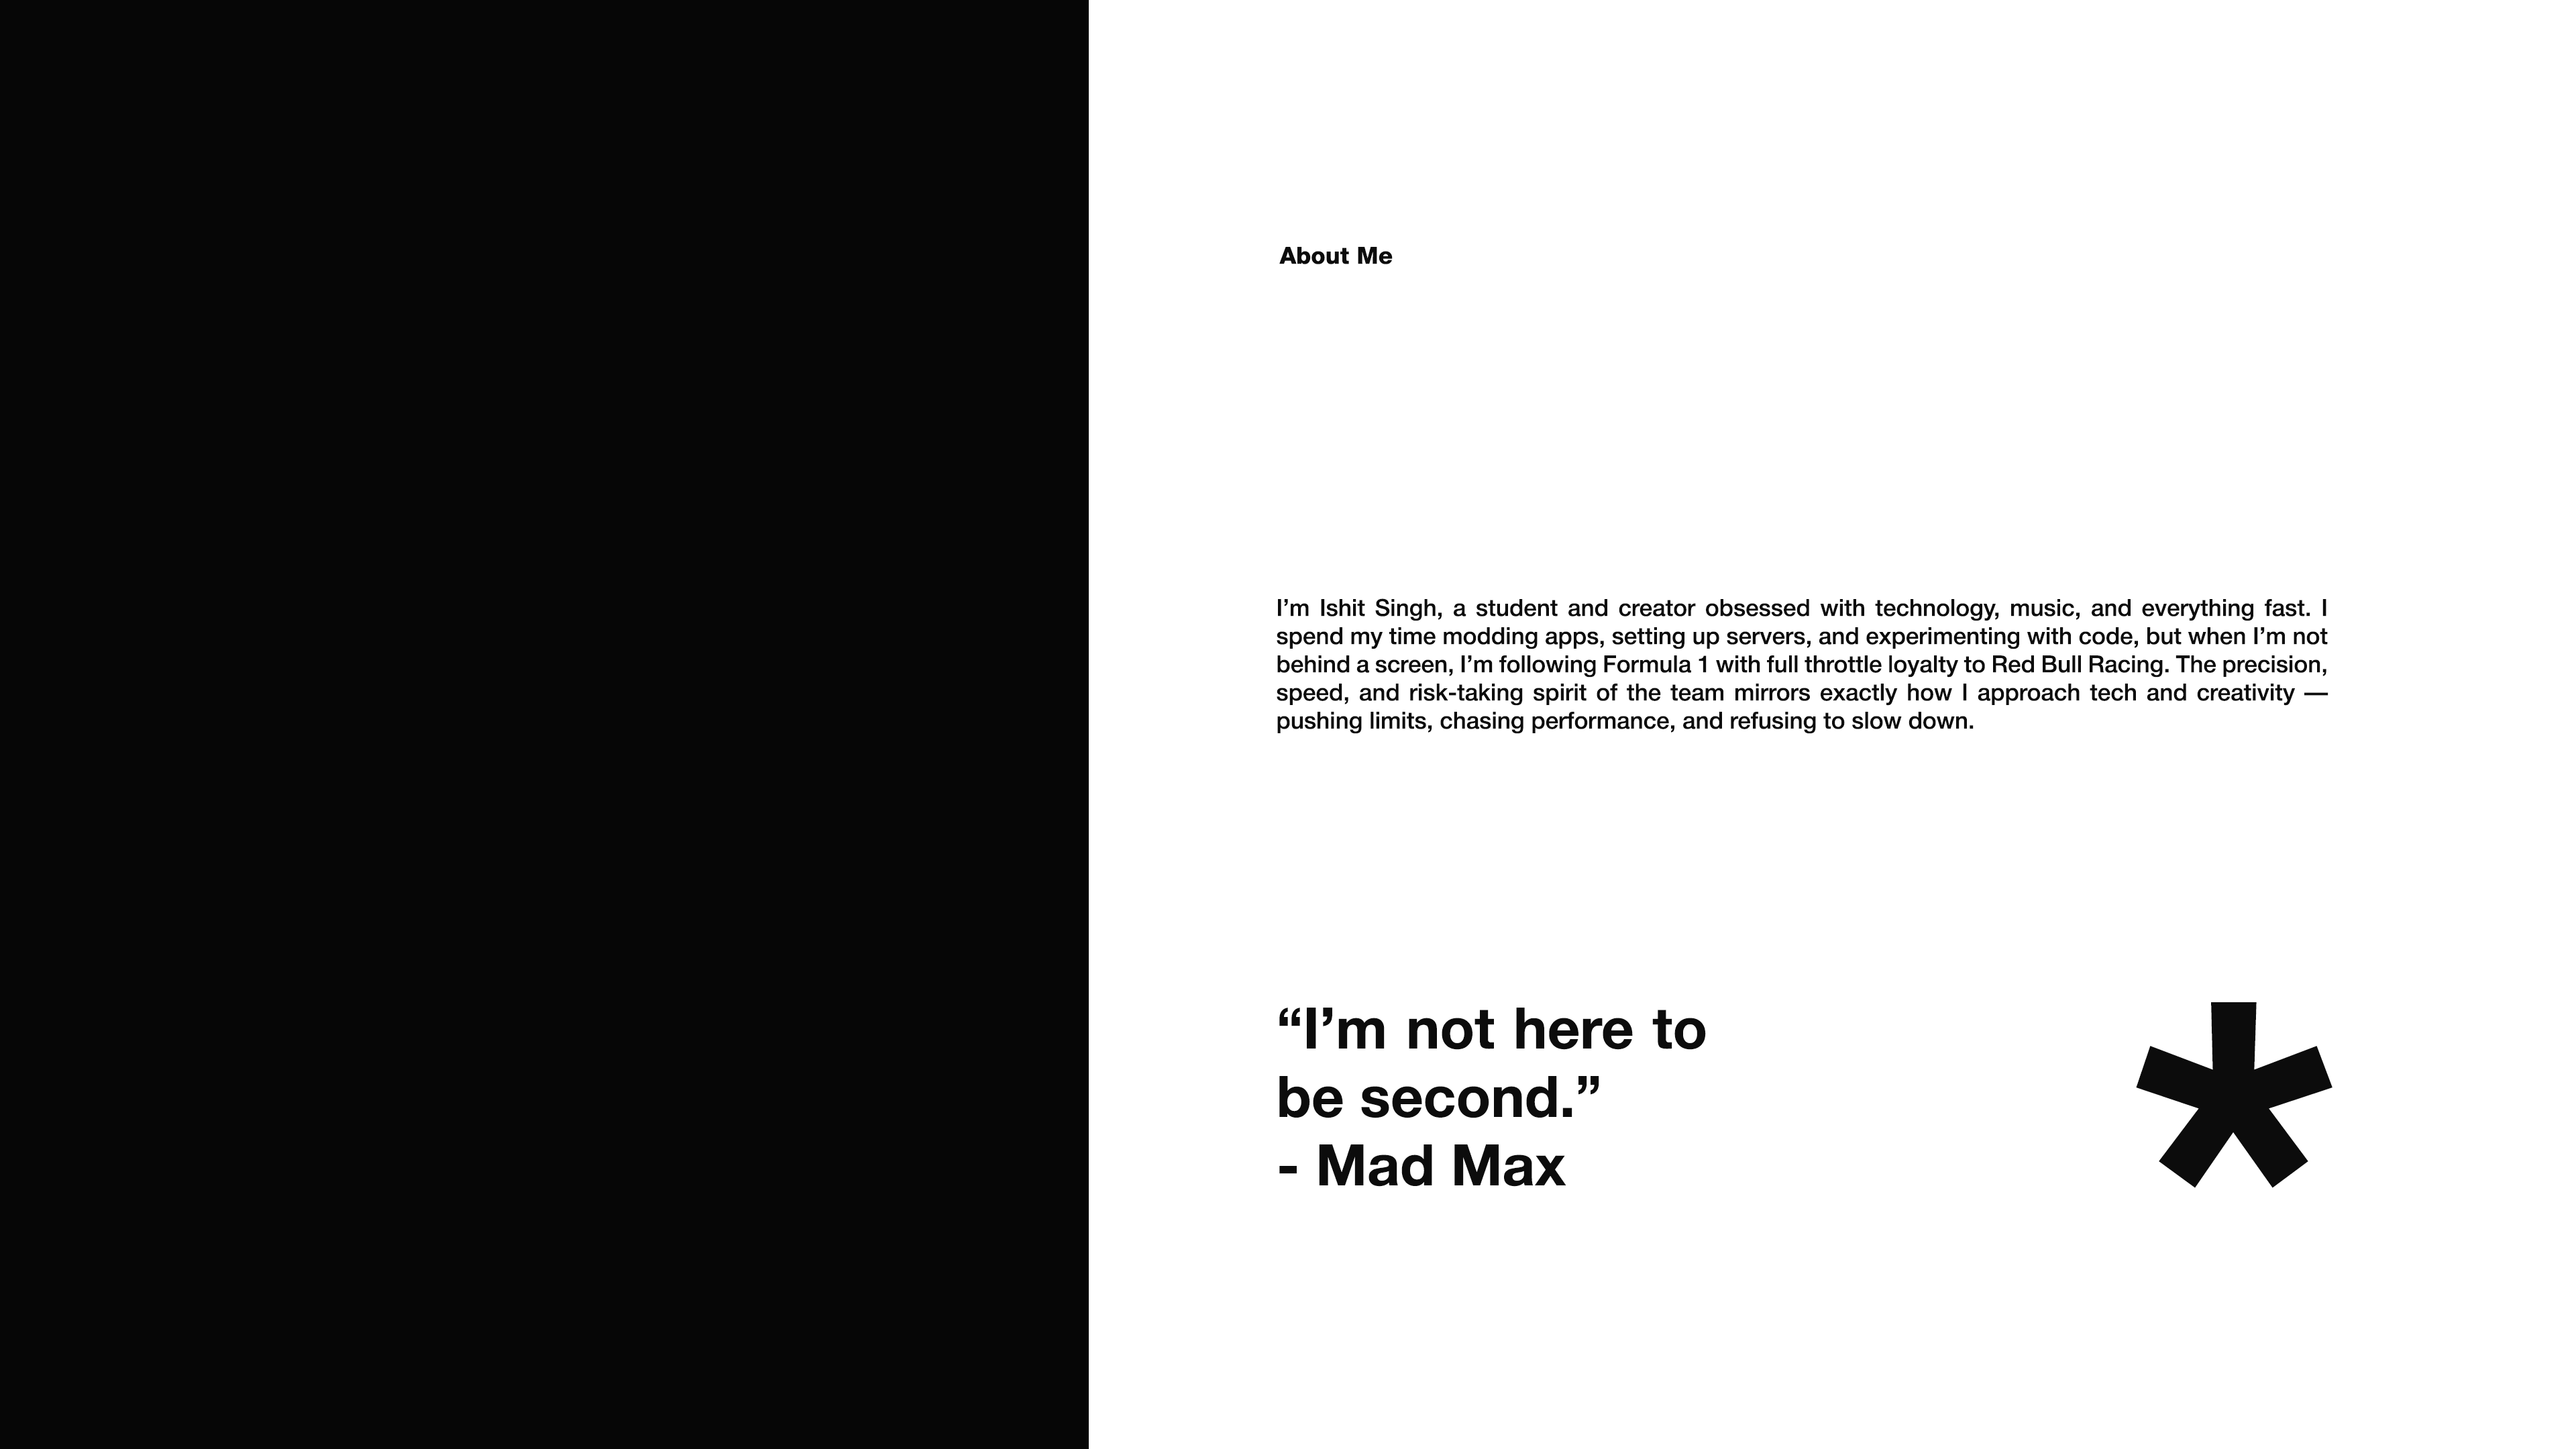 About Me
I’m Ishit Singh, a student and creator obsessed with technology, music, and everything fast. I
spend my time modding apps, setting up servers, and experimenting with code, but when I’m not
behind a screen, I’m following Formula 1 with full throttle loyalty to Red Bull Racing. The precision,
speed, and risk-taking spirit of the team mirrors exactly how I approach tech and creativity —
pushing limits, chasing performance, and refusing to slow down.
“I’m not here to
be second.”
- Mad Max
*